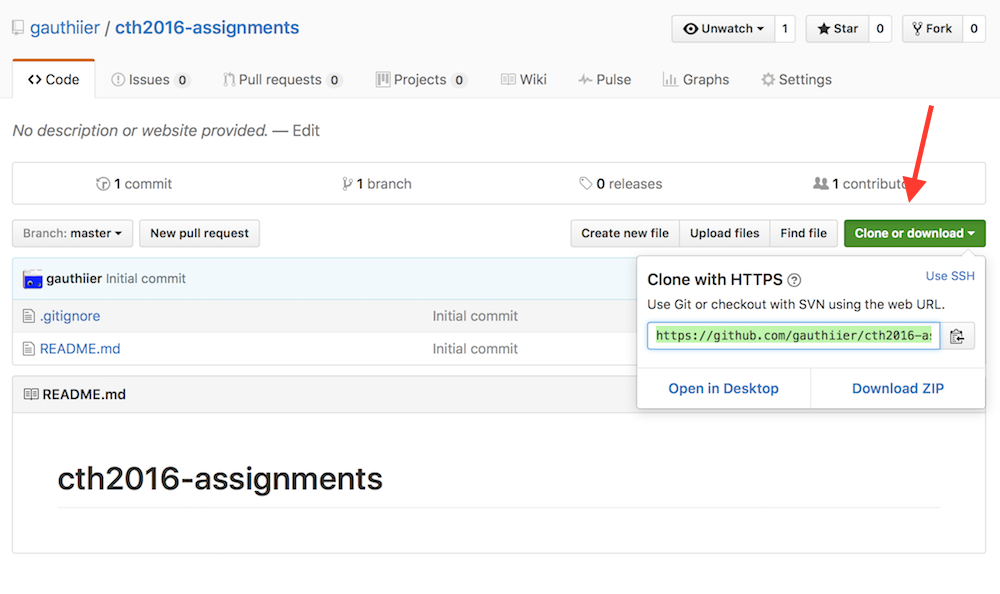 gauthiier / cth2016-assignments
Unwatch 1 Star 0 Fork 0
Code Issues 0 Pull requests 0 Projects 0 Wiki Pulse Graphs Settings
No description or website provided. — Edit
1 commit 1 branch 0 releases 1 contributo
Branch: master New pull request Create new file Upload files Find file Clone or download
gauthiier Initial commit
.gitignore Initial commit
README.md Initial commit
Clone with HTTPS ? Use SSH
Use Git or checkout with SVN using the web URL.
https://github.com/gauthiier/cth2016-as
Open in Desktop Download ZIP
README.md
cth2016-assignments